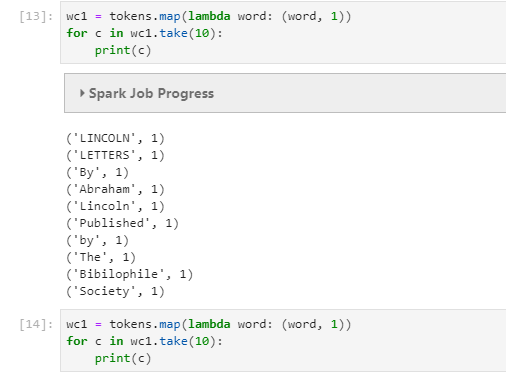 [13]: wc1 = tokens.map(lambda word: (word, 1))
for c in wc1.take(10):
    print(c)
Spark Job Progress
('LINCOLN', 1)
('LETTERS', 1)
('By', 1)
('Abraham', 1)
('Lincoln', 1)
('Published', 1)
('by', 1)
('The', 1)
('Bibilophile', 1)
('Society', 1)
[14]: wc1 = tokens.map(lambda word: (word, 1))
for c in wc1.take(10):
    print(c)